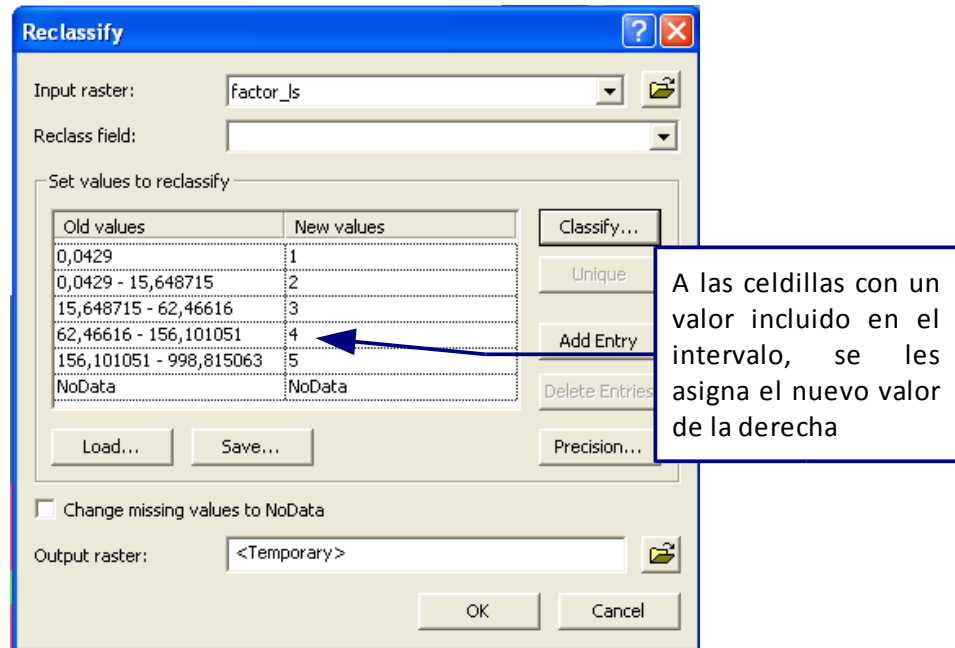 Reclassify
Input raster:
factor_ls
Reclass field:
Set values to reclassify
Old values New values
0,0429 1
0,0429 - 15,648715 2
15,648715 - 62,46616 3
62,46616 - 156,101051 4
156,101051 - 998,815063 5
NoData NoData
Classify...
Unique
Add Entry
Delete Entries
Load... Save... Precision...
A las celdillas con un
valor incluido en el
intervalo, se les
asigna el nuevo valor
de la derecha
Change missing values to NoData
Output raster:
<Temporary>
OK Cancel